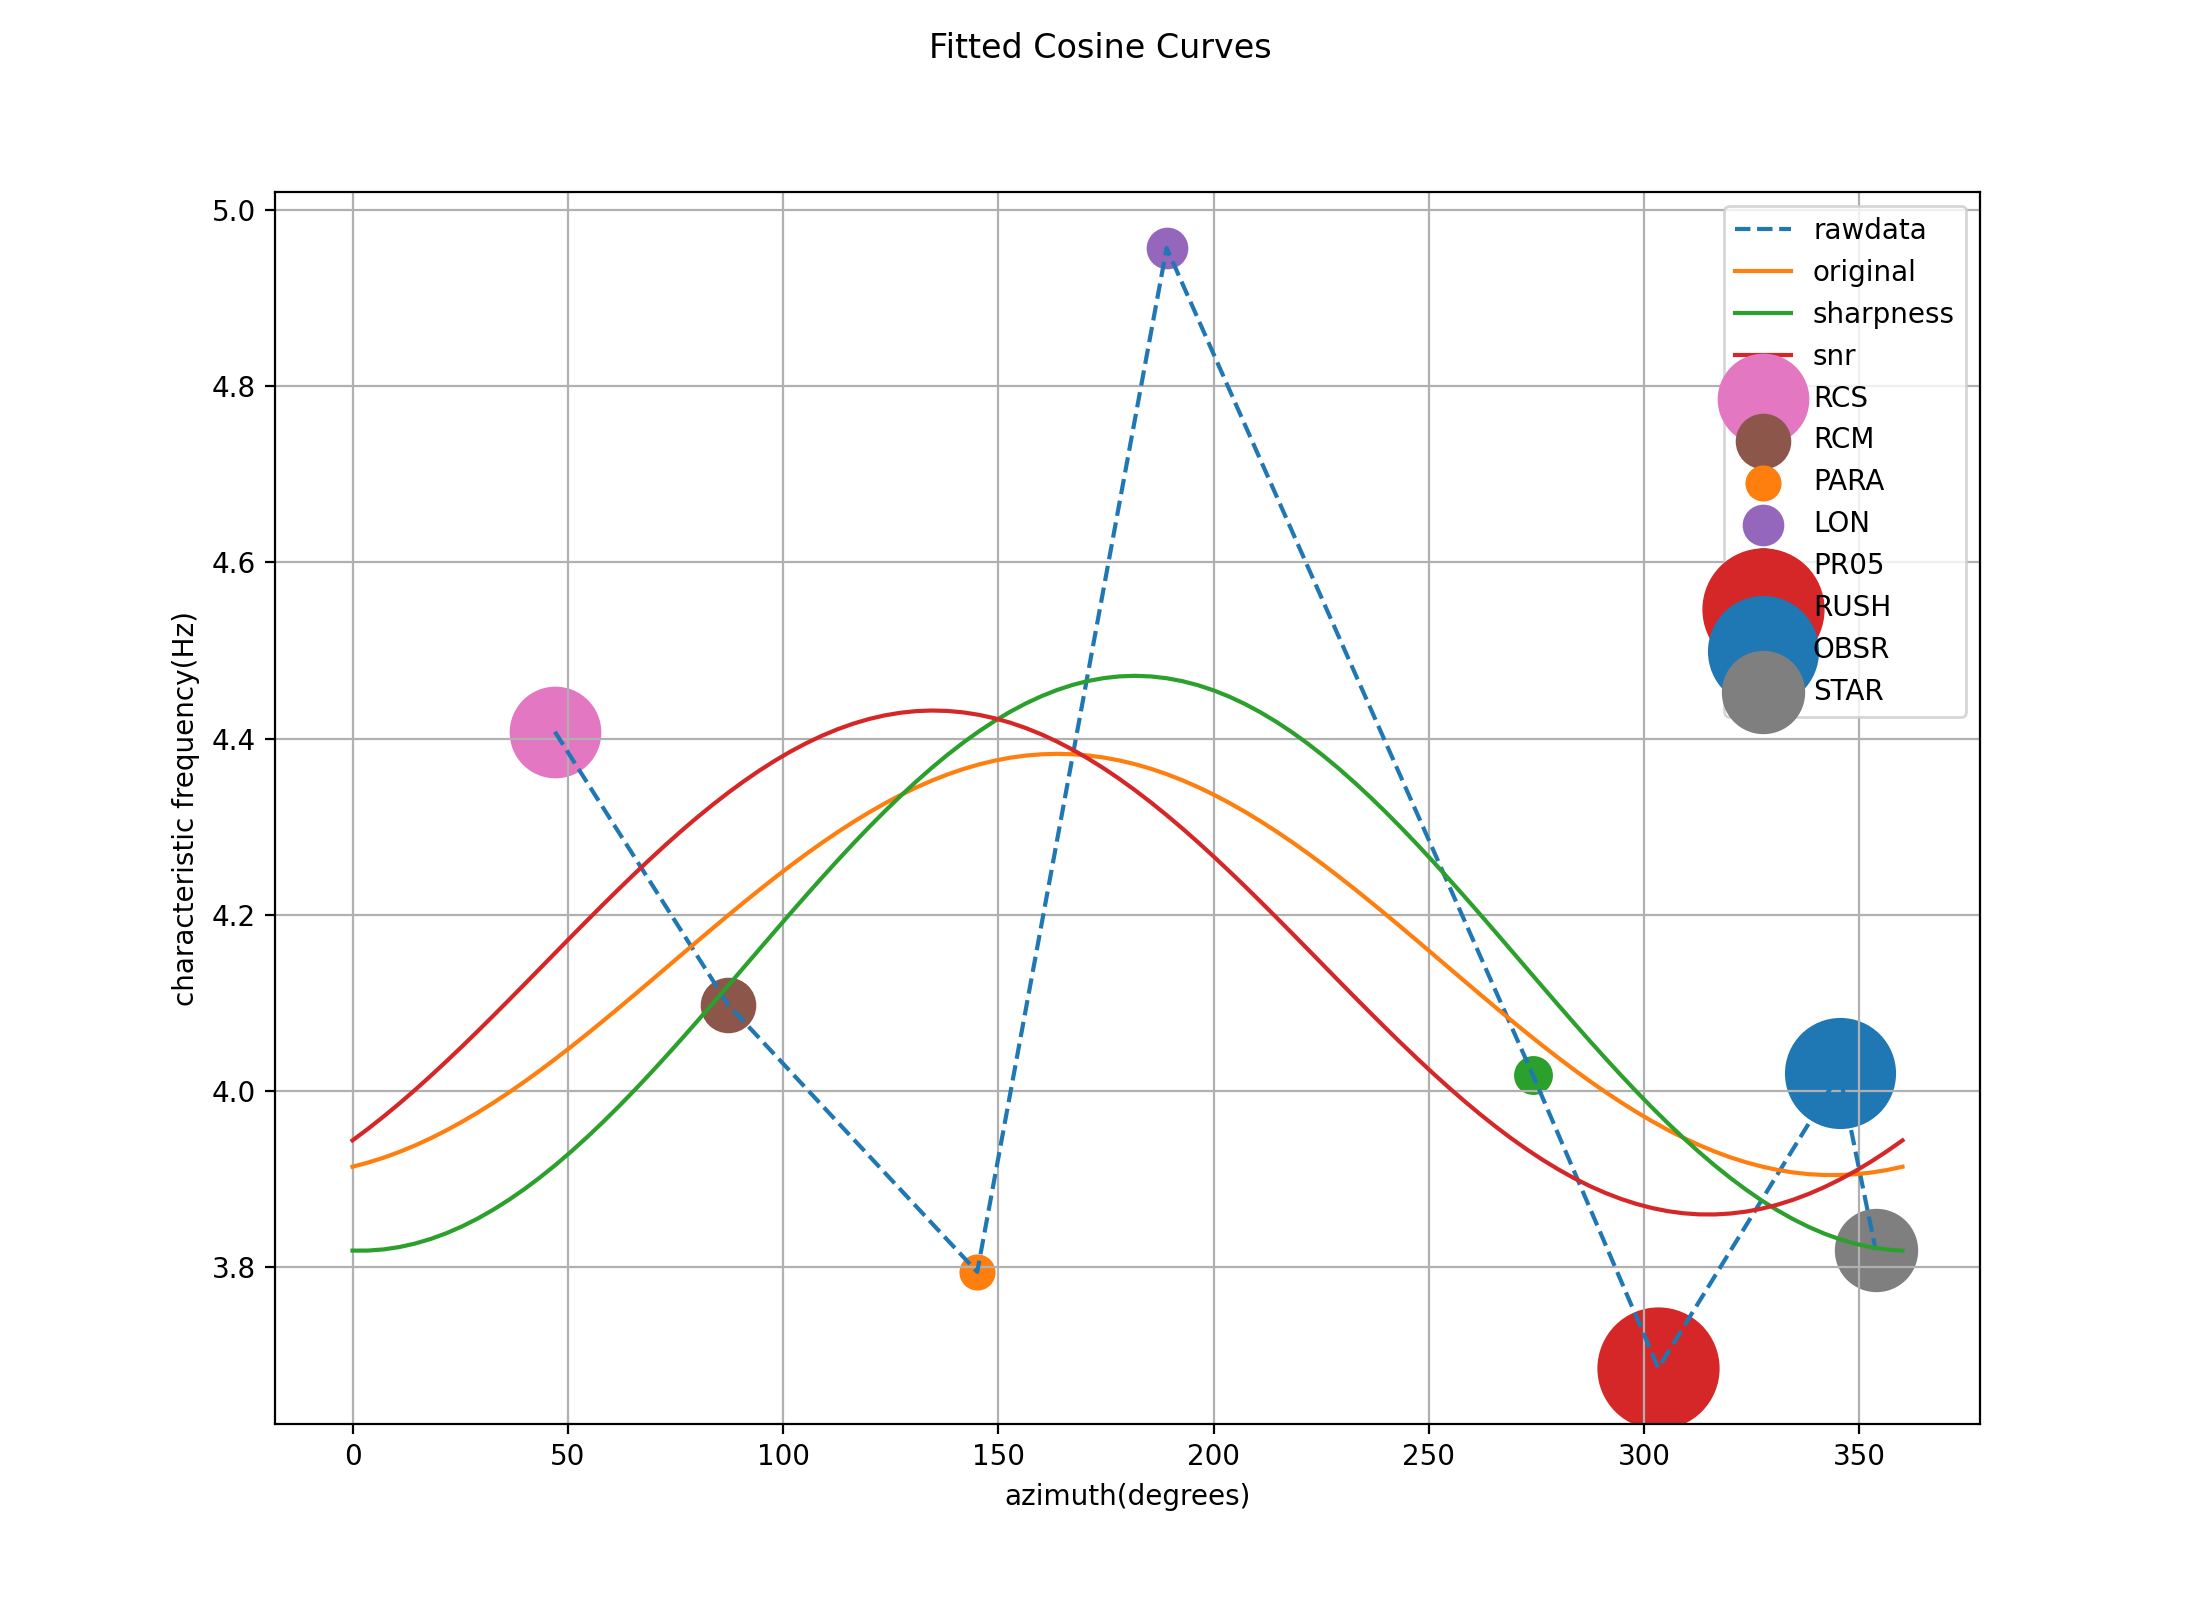 Fitted Cosine Curves
5.0
4.8
4.6
4.4
4.2
4.0
3.8
characteristic frequency(Hz)
0
50
100
150
200
250
300
350
azimuth(degrees)
rawdata
original
sharpness
snr
RCS
RCM
PARA
LON
PR05
RUSH
OBSR
STAR